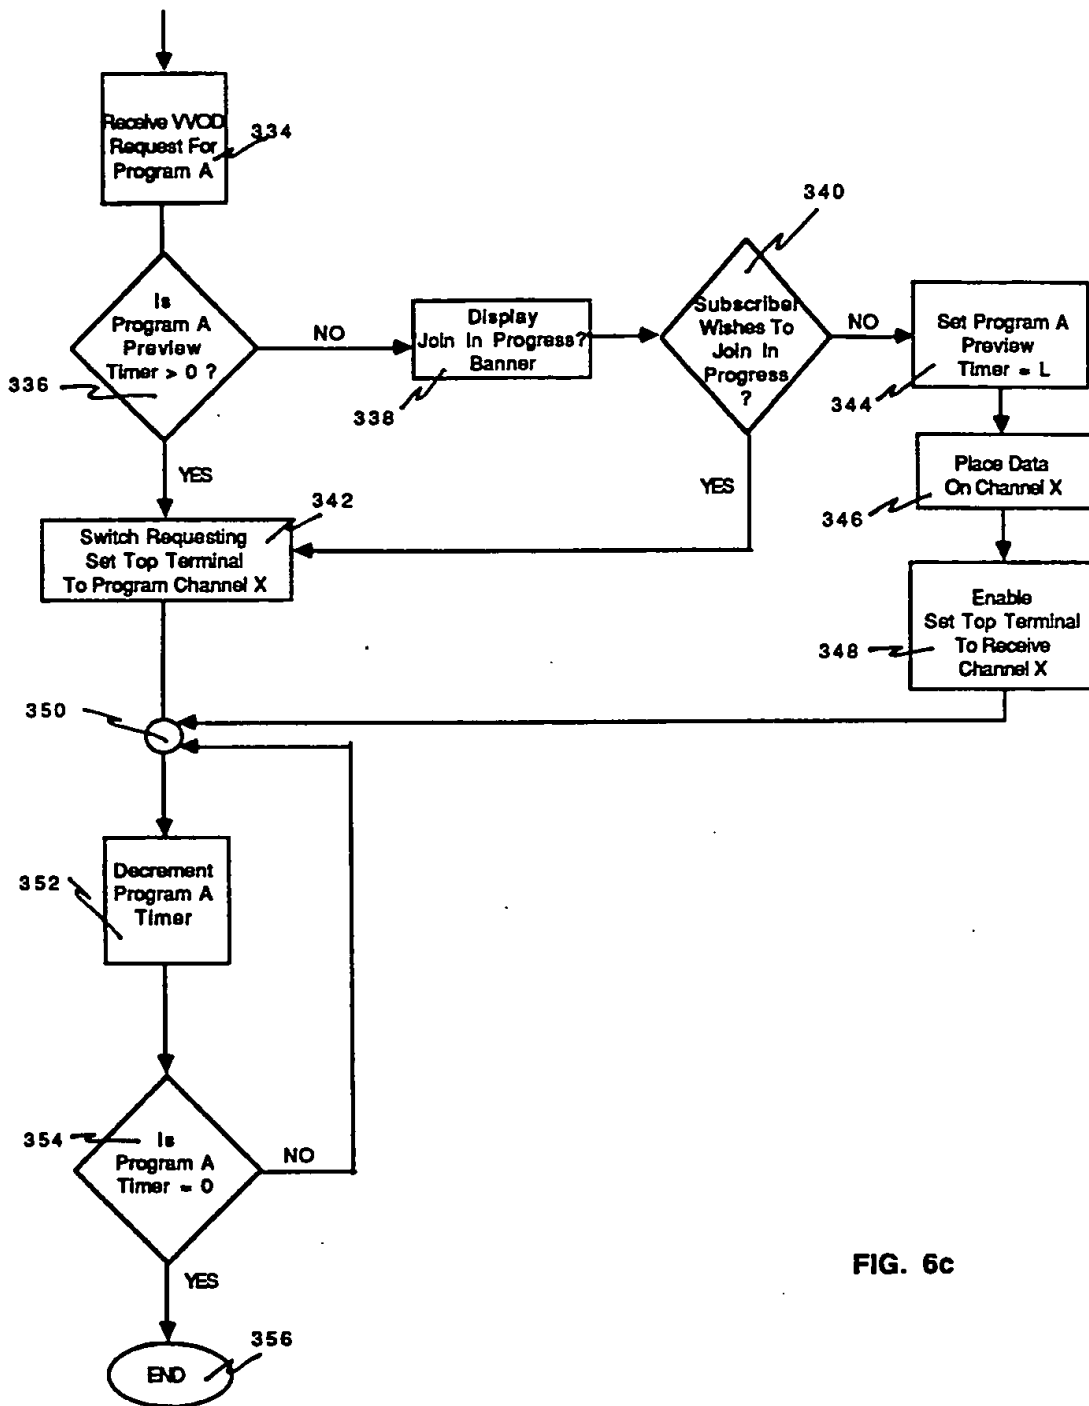 Receive VVOD
Request For
Program A
334
Is
Program A
Preview
Timer > 0 ?
336
NO
YES
Display
Join In Progress?
Banner
338
340
Subscriber
Wishes To
Join In
Progress
?
NO
YES
Set Program A
Preview
Timer = L
344
Place Data
On Channel X
346
Enable
Set Top Terminal
To Receive
Channel X
348
342
Switch Requesting
Set Top Terminal
To Program Channel X
350
Decrement
Program A
Timer
352
354
Is
Program A
Timer = 0
NO
YES
END
356
FIG. 6c